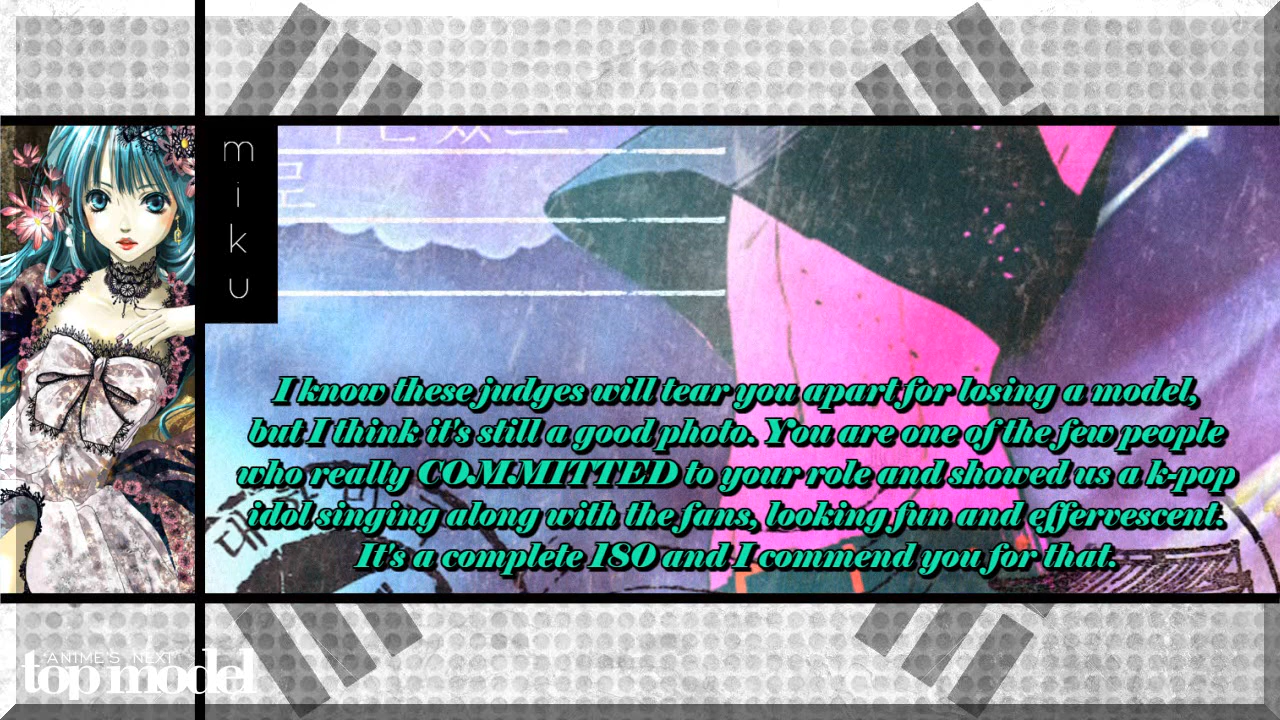 miku
I know these judges will tear you apart for losing a model,
but I think it's still a good photo. You are one of the few people
who really COMMITTED to your role and showed us a k-pop
idol singing along with the fans, looking fun and effervescent.
It's a complete 180 and I commend you for that.
ANIME'S NEXT
top model